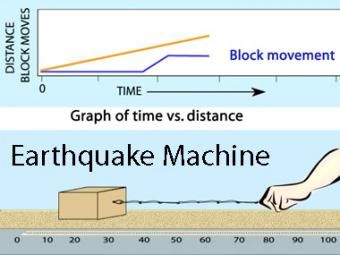 DISTANCE
BLOCK MOVES
Block movement
0
TIME
Graph of time vs. distance
Earthquake Machine
0 10 20 30 40 50 60 70 80 90 100